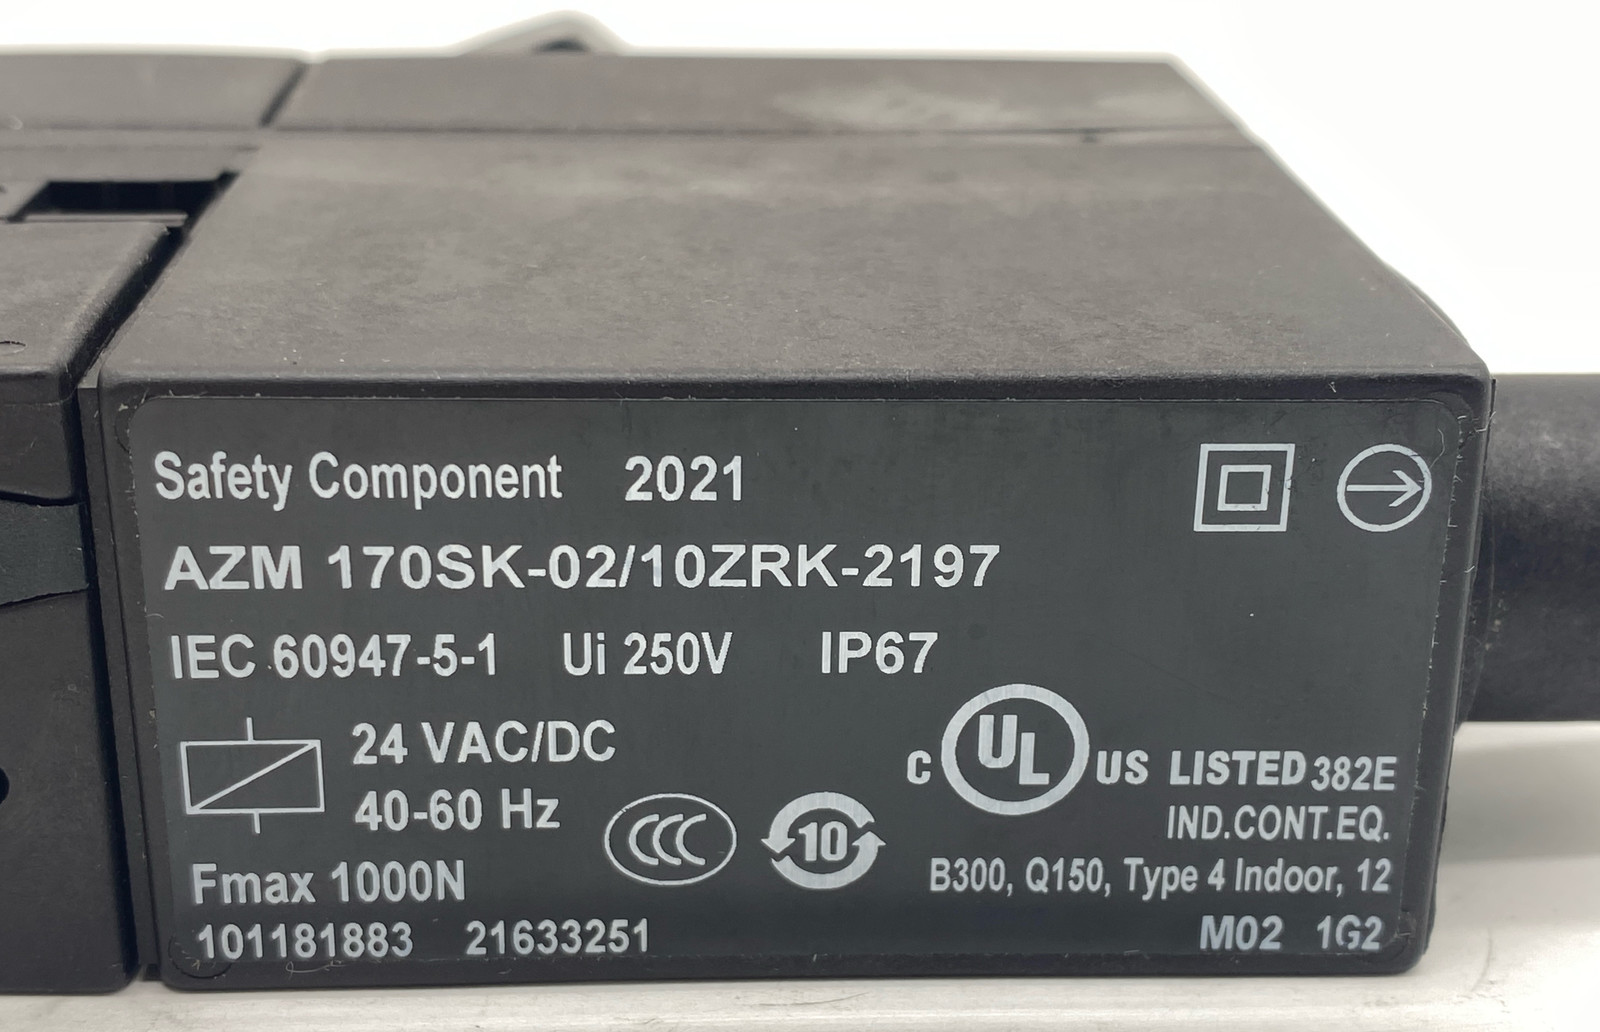 Safety Component 2021
AZM 170SK-02/10ZRK-2197
IEC 60947-5-1 Ui 250V IP67
24 VAC/DC
40-60 Hz
CCC
10
C UL US LISTED 382E
IND.CONT.EQ.
Fmax 1000N
B300, Q150, Type 4 Indoor, 12
101181883 21633251
M02 1G2